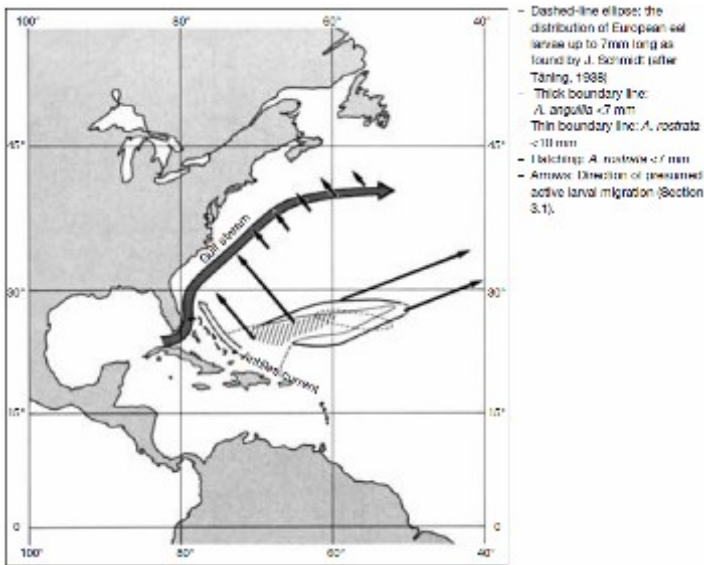 100° 80° 60° 40°
45° 45°
Gulf stream
30° 30°
Antilles current
15° 15°
0 0
100° 80° 60° 40°
– Dashed-line ellipse: the
distribution of European eel
larvae up to 7mm long as
found by J. Schmidt (after
Tåning, 1938)
– Thick boundary line:
A. anguilla <7 mm
Thin boundary line: A. rostrata
<10 mm
– Hatching: A. rostrata <7 mm
– Arrows: Direction of presumed
active larval migration (Section
3.1).